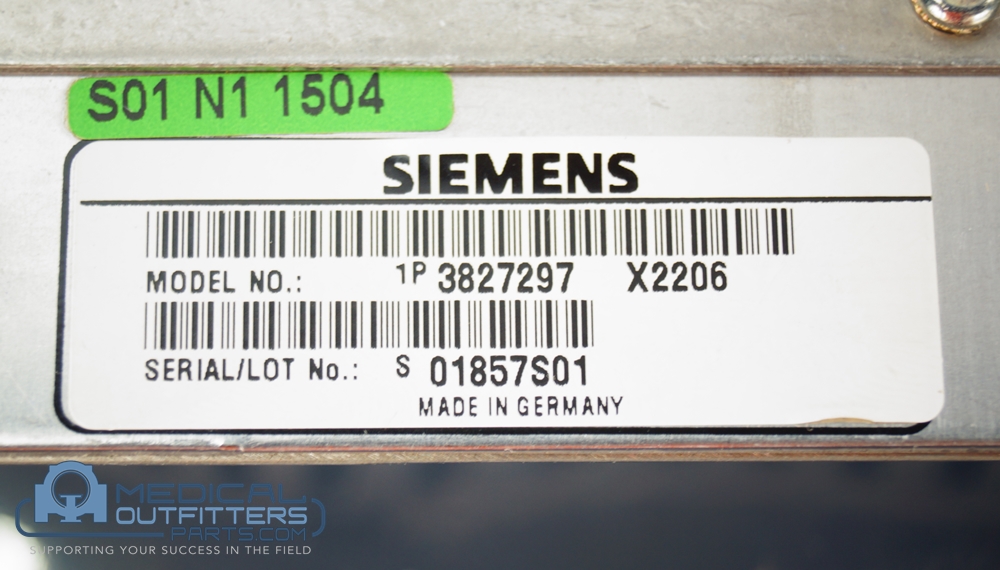 S01 N1 1504
SIEMENS
MODEL NO.: 1P 3827297 X2206
SERIAL/LOT No.: S 01857S01
MADE IN GERMANY
MEDICAL
OUTFITTERS
PARTS.COM
SUPPORTING YOUR SUCCESS IN THE FIELD